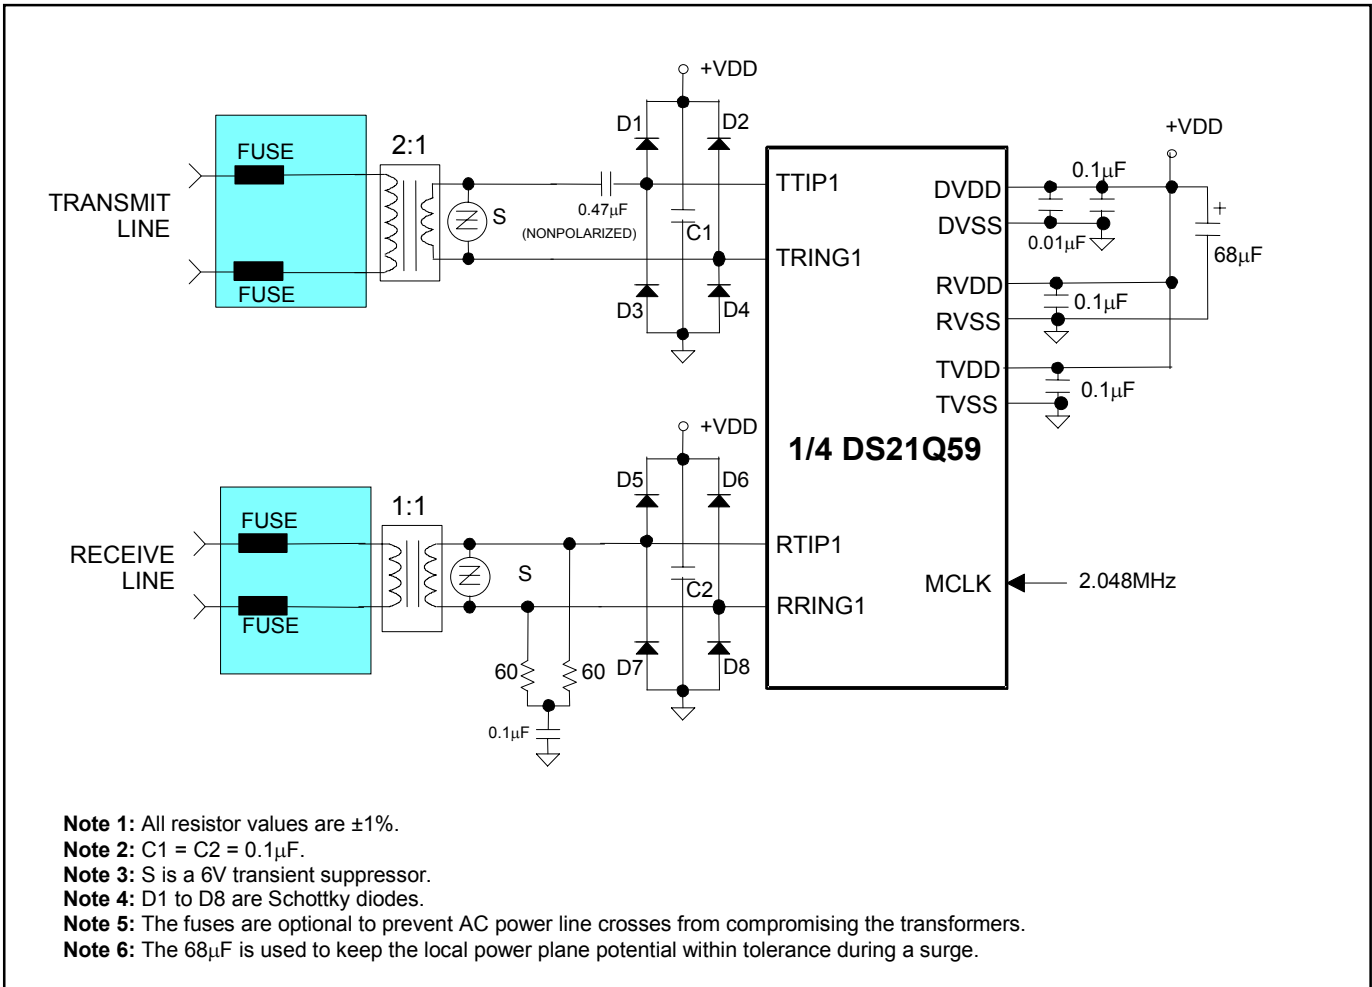 +VDD
D1
D2
+VDD
FUSE
2:1
TRANSMIT
LINE
S
0.47µF
(NONPOLARIZED)
C1
TTIP1
TRING1
FUSE
D3
D4
DVDD
0.1µF
DVSS
0.01µF
+
68µF
RVDD
0.1µF
RVSS
TVDD
0.1µF
TVSS
1/4 DS21Q59
+VDD
D5
D6
FUSE
1:1
RECEIVE
LINE
S
C2
RTIP1
RRING1
FUSE
60
60
D7
D8
0.1µF
MCLK
2.048MHz
Note 1: All resistor values are ±1%.
Note 2: C1 = C2 = 0.1µF.
Note 3: S is a 6V transient suppressor.
Note 4: D1 to D8 are Schottky diodes.
Note 5: The fuses are optional to prevent AC power line crosses from compromising the transformers.
Note 6: The 68µF is used to keep the local power plane potential within tolerance during a surge.